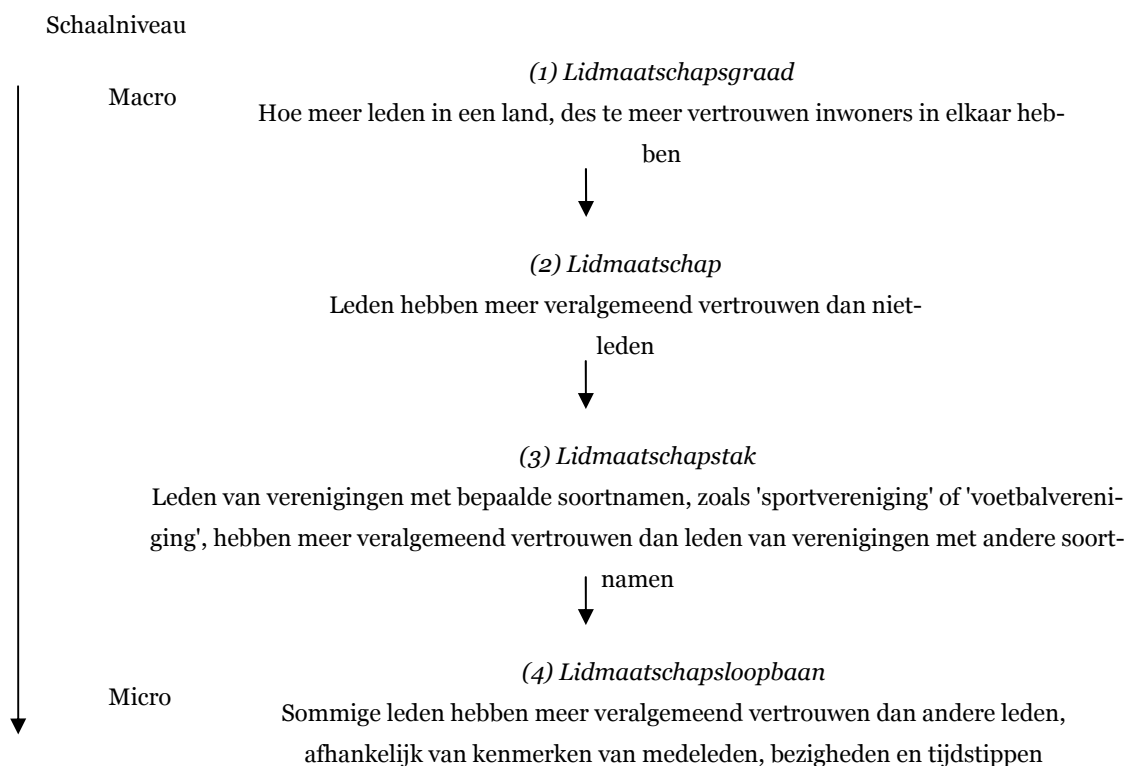 Schaalniveau
(1) Lidmaatschapsgraad
Macro
Hoe meer leden in een land, des te meer vertrouwen inwoners in elkaar heb-
ben
(2) Lidmaatschap
Leden hebben meer veralgemeend vertrouwen dan niet-
leden
(3) Lidmaatschapstak
Leden van verenigingen met bepaalde soortnamen, zoals 'sportvereniging' of 'voetbalvereni-
ging', hebben meer veralgemeend vertrouwen dan leden van verenigingen met andere soort-
namen
(4) Lidmaatschapsloopbaan
Micro
Sommige leden hebben meer veralgemeend vertrouwen dan andere leden,
afhankelijk van kenmerken van medeleden, bezigheden en tijdstippen